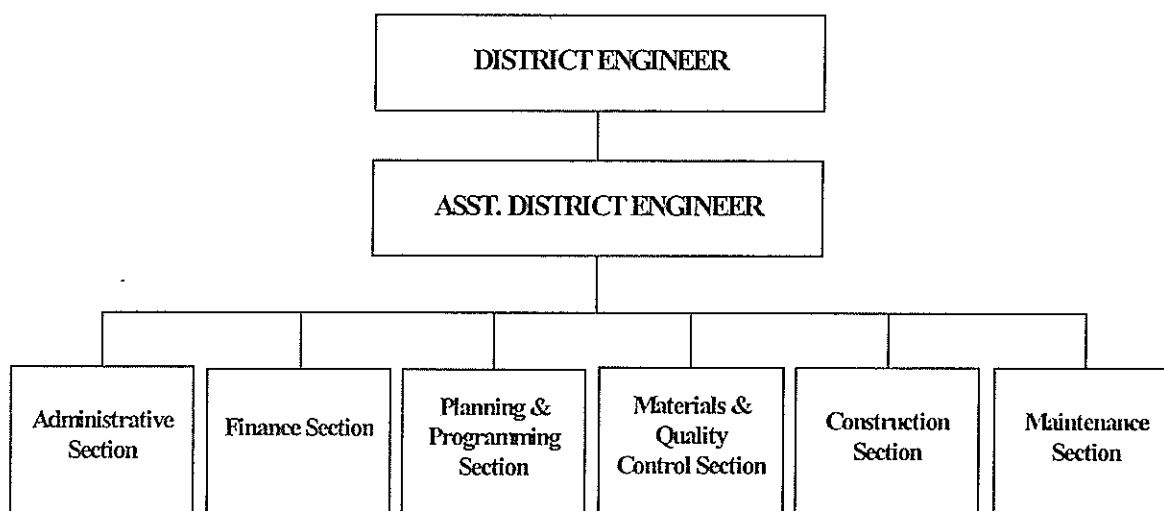 DISTRICT ENGINEER
ASST. DISTRICT ENGINEER
Administrative
Section
Finance Section
Planning &
Programming
Section
Materials &
Quality
Control Section
Construction
Section
Maintenance
Section